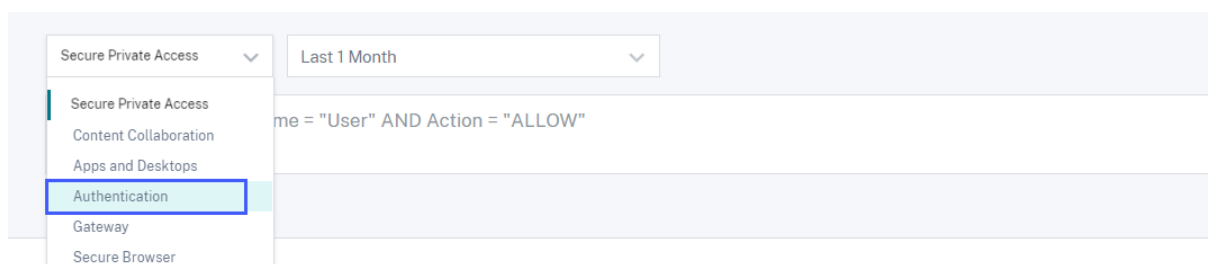 Secure Private Access
Last 1 Month
Secure Private Access
me = "User" AND Action = "ALLOW"
Content Collaboration
Apps and Desktops
Authentication
Gateway
Secure Browser